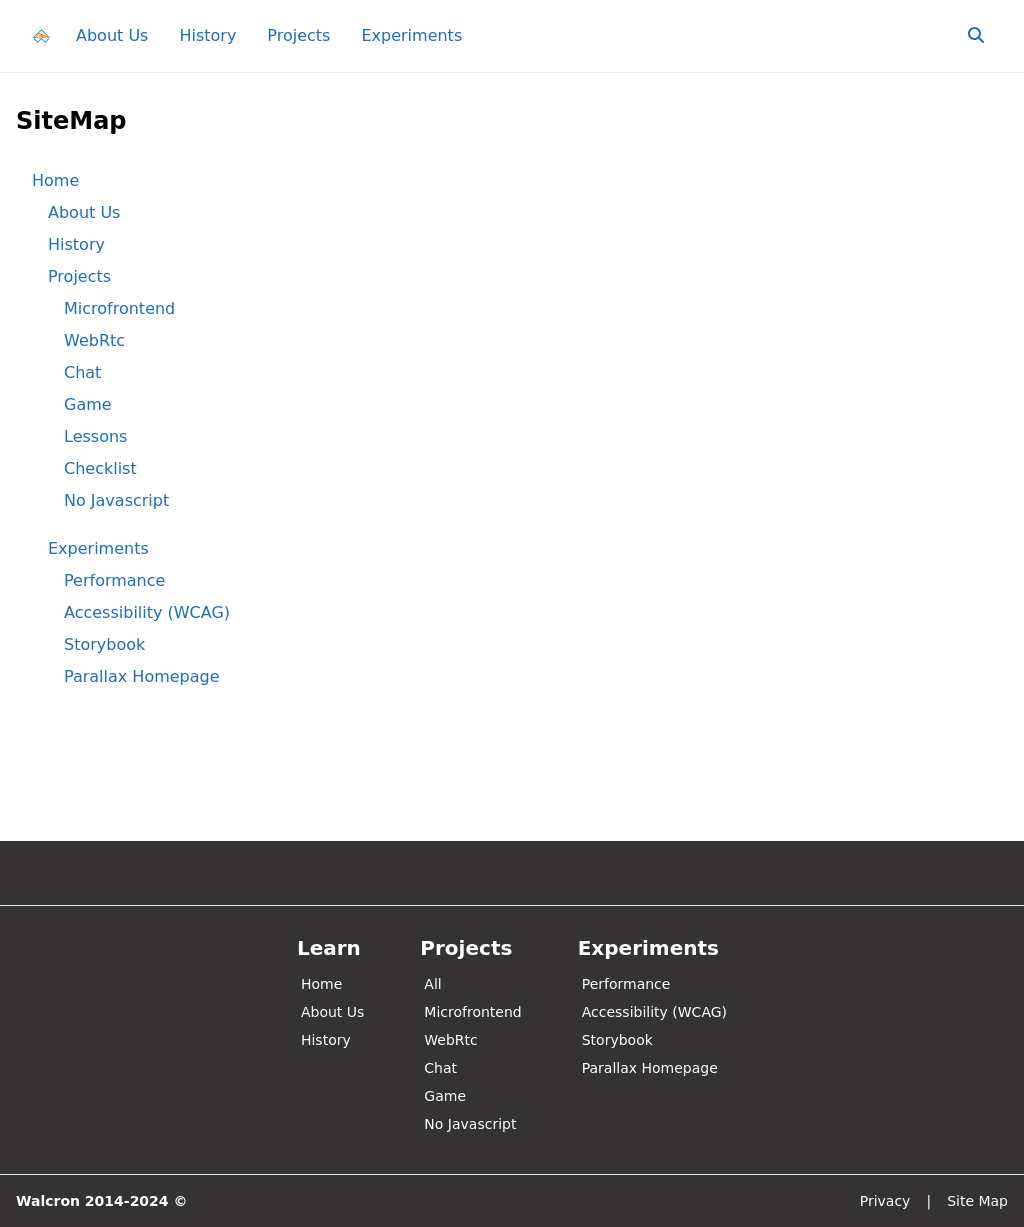 About Us History Projects Experiments
SiteMap
Home
About Us
History
Projects
Microfrontend
WebRtc
Chat
Game
Lessons
Checklist
No Javascript
Experiments
Performance
Accessibility (WCAG)
Storybook
Parallax Homepage
Learn
Home
About Us
History
Projects
All
Microfrontend
WebRtc
Chat
Game
No Javascript
Experiments
Performance
Accessibility (WCAG)
Storybook
Parallax Homepage
Walcron 2014-2024 ©
Privacy | Site Map